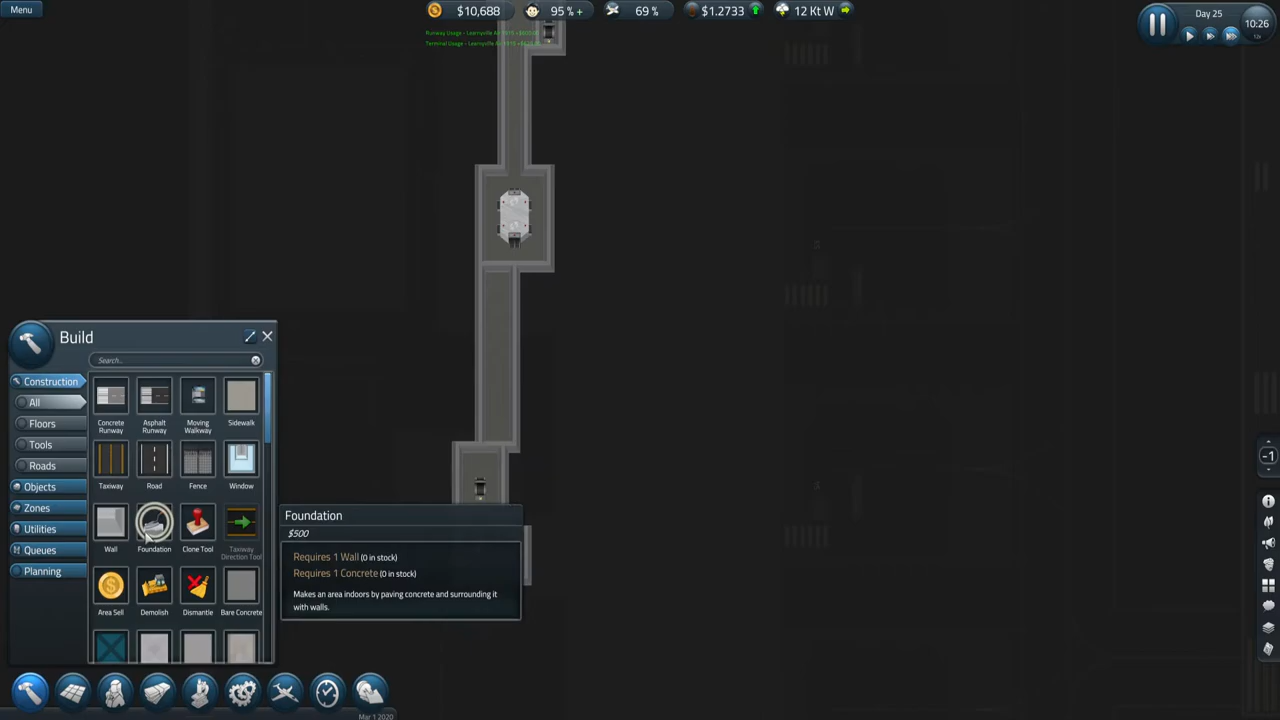 Menu
$10,688
95 % +
69 %
$1.2733
12 Kt W
Day 25
10:26
12x
Build
Search...
Construction
All
Floors
Tools
Roads
Objects
Zones
Utilities
Queues
Planning
Concrete Runway
Asphalt Runway
Moving Walkway
Sidewalk
Taxiway
Road
Fence
Window
Wall
Foundation
Clone Tool
Taxiway Direction Tool
Area Sell
Demolish
Dismantle
Bare Concrete
Foundation
$500
Requires 1 Wall (0 in stock)
Requires 1 Concrete (0 in stock)
Makes an area indoors by paving concrete and surrounding it
with walls.
-1
Mar 1 2020